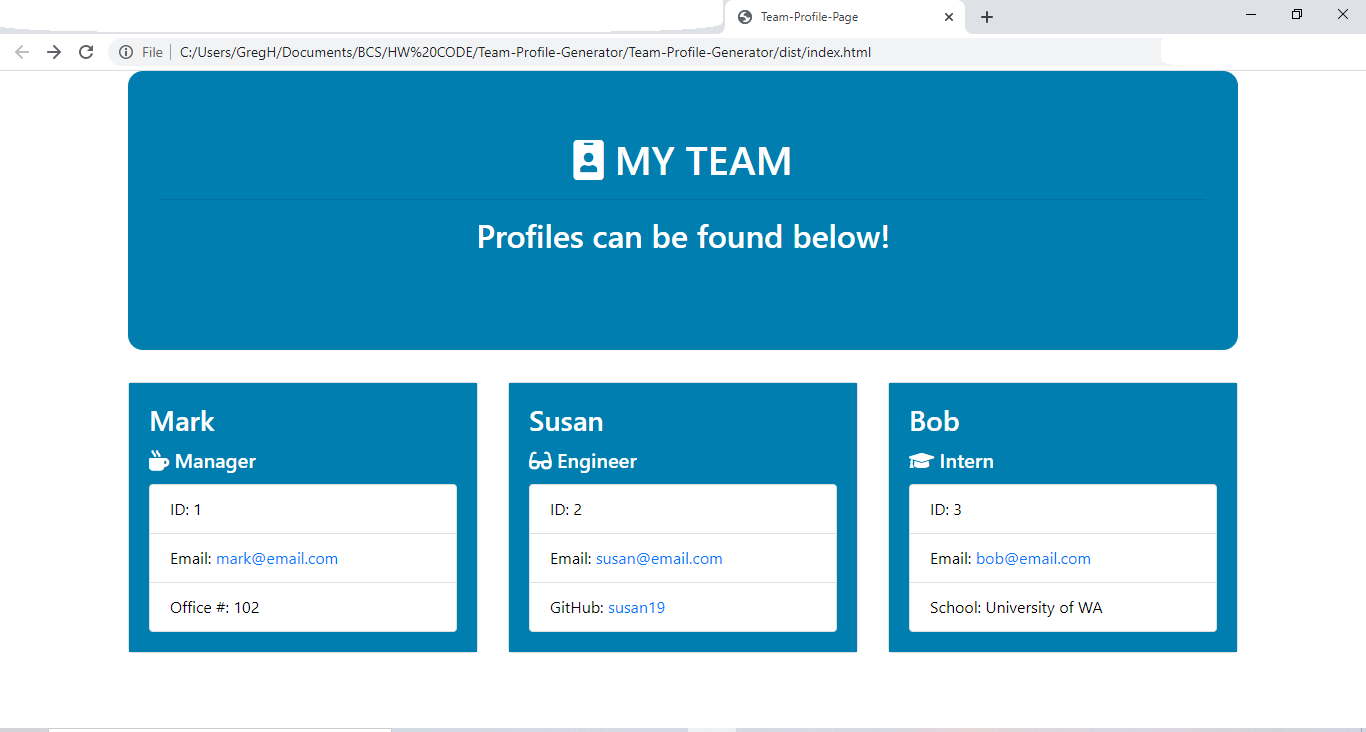 Team-Profile-Page
File C:/Users/GregH/Documents/BCS/HW%20CODE/Team-Profile-Generator/Team-Profile-Generator/dist/index.html
MY TEAM
Profiles can be found below!
Mark
Manager
ID: 1
Email: mark@email.com
Office #: 102
Susan
Engineer
ID: 2
Email: susan@email.com
GitHub: susan19
Bob
Intern
ID: 3
Email: bob@email.com
School: University of WA